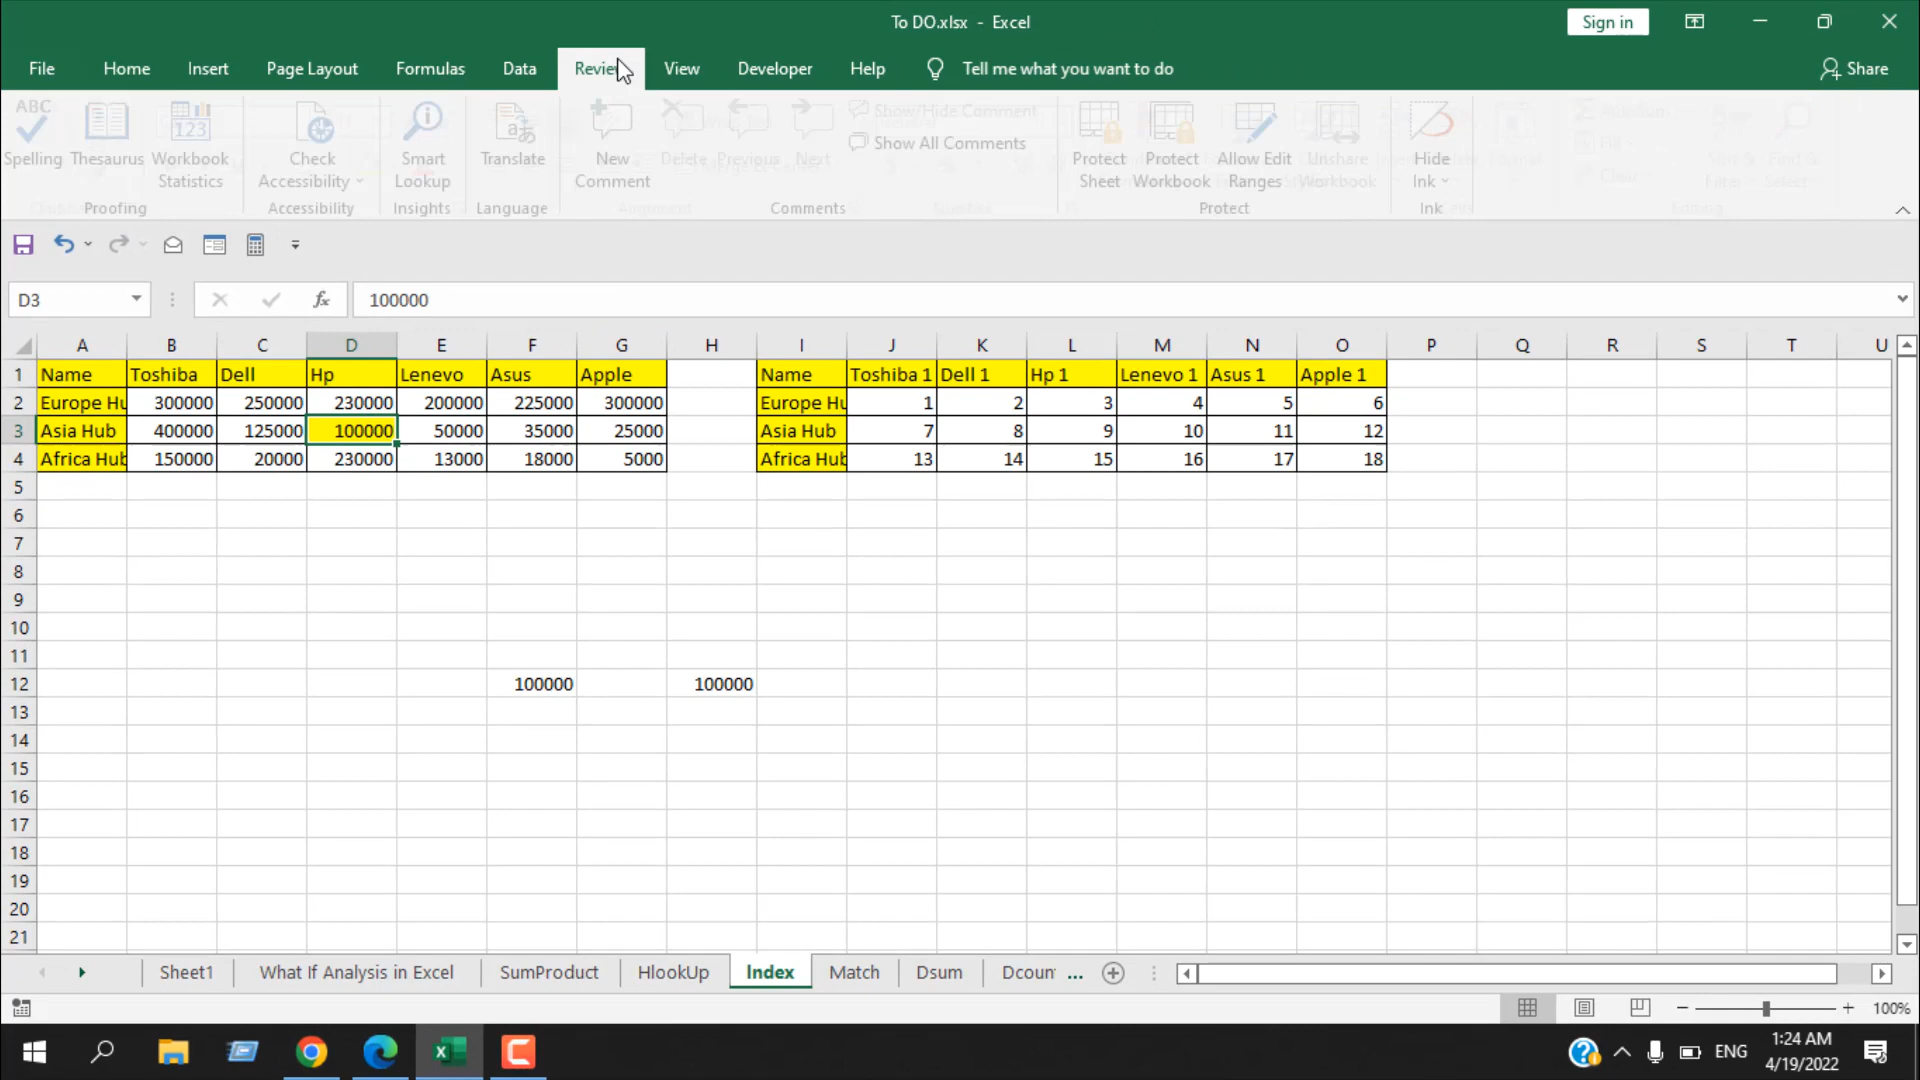 To DO.xlsx - Excel
Sign in
File Home Insert Page Layout Formulas Data Review View Developer Help Tell me what you want to do Share
ABC
Spelling Thesaurus Workbook Statistics Check Accessibility Smart Lookup Translate New Comment Delete Previous Next Show/Hide Comment Show All Comments Protect Sheet Protect Workbook Allow Edit Ranges Unshare Workbook Hide Ink
Proofing Accessibility Insights Language Comments Protect Ink
D3 fx 100000
A B C D E F G H I J K L M N O P Q R S T U
1 Name Toshiba Dell Hp Lenevo Asus Apple Name Toshiba 1 Dell 1 Hp 1 Lenevo 1 Asus 1 Apple 1
2 Europe Hu 300000 250000 230000 200000 225000 300000 Europe Hu 1 2 3 4 5 6
3 Asia Hub 400000 125000 100000 50000 35000 25000 Asia Hub 7 8 9 10 11 12
4 Africa Hub 150000 20000 230000 13000 18000 5000 Africa Hub 13 14 15 16 17 18
5
6
7
8
9
10
11
12 100000 100000
13
14
15
16
17
18
19
20
21
Sheet1 What If Analysis in Excel SumProduct HlookUp Index Match Dsum Dcoun ...
100%
ENG
1:24 AM
4/19/2022